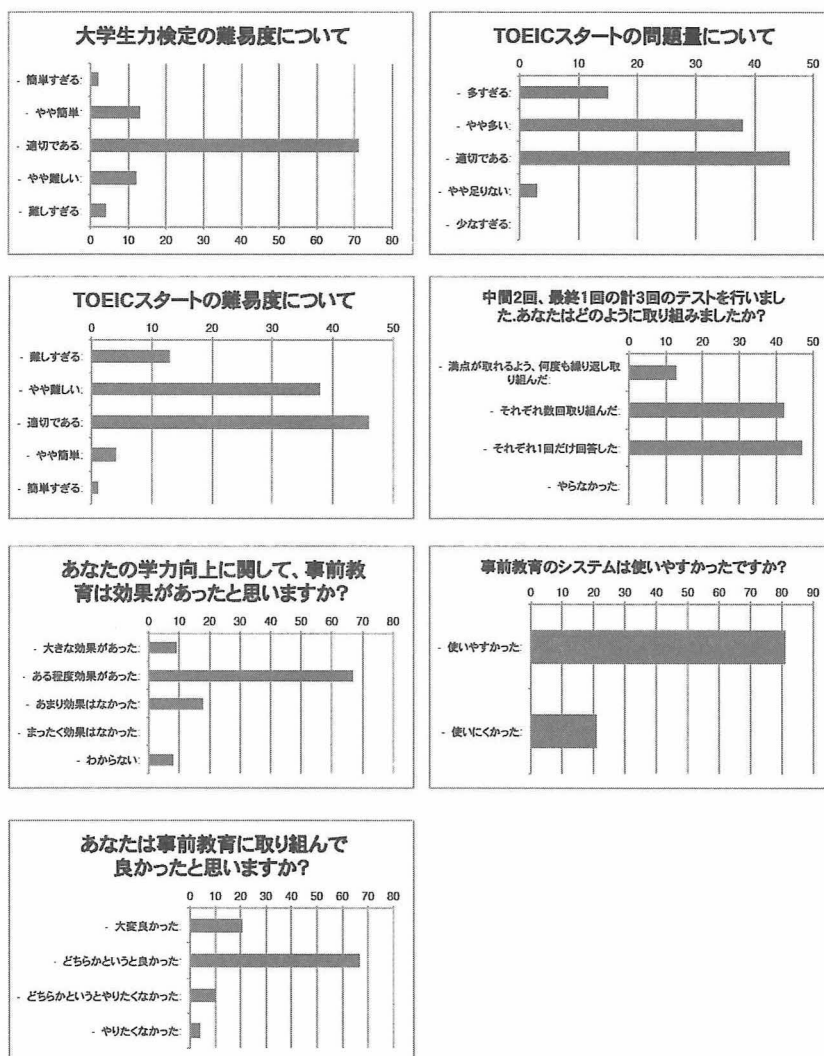 大学生力検定の難易度について
- 簡単すぎる:
- やや簡単:
- 適切である:
- やや難しい:
- 難しすぎる:
0 10 20 30 40 50 60 70 80
TOEICスタートの問題量について
0 10 20 30 40 50
- 多すぎる:
- やや多い:
- 適切である:
- やや足りない:
- 少なすぎる:
TOEICスタートの難易度について
0 10 20 30 40 50
- 難しすぎる:
- やや難しい:
- 適切である:
- やや簡単:
- 簡単すぎる:
中間2回、最終1回の計3回のテストを行いまし
た.あなたはどのように取り組みましたか?
0 10 20 30 40 50
- 満点が取れるよう、何度も繰り返し取
り組んだ:
- それぞれ数回取り組んだ:
- それぞれ1回だけ回答した:
- やらなかった:
あなたの学力向上に関して、事前教
育は効果があったと思いますか?
0 10 20 30 40 50 60 70 80
- 大きな効果があった:
- ある程度効果があった:
- あまり効果はなかった:
- まったく効果はなかった:
- わからない:
事前教育のシステムは使いやすかったですか?
0 10 20 30 40 50 60 70 80 90
- 使いやすかった:
- 使いにくかった:
あなたは事前教育に取り組んで
良かったと思いますか?
0 10 20 30 40 50 60 70 80
- 大変良かった:
- どちらかというと良かった:
- どちらかというとやりたくなかった:
- やりたくなかった: